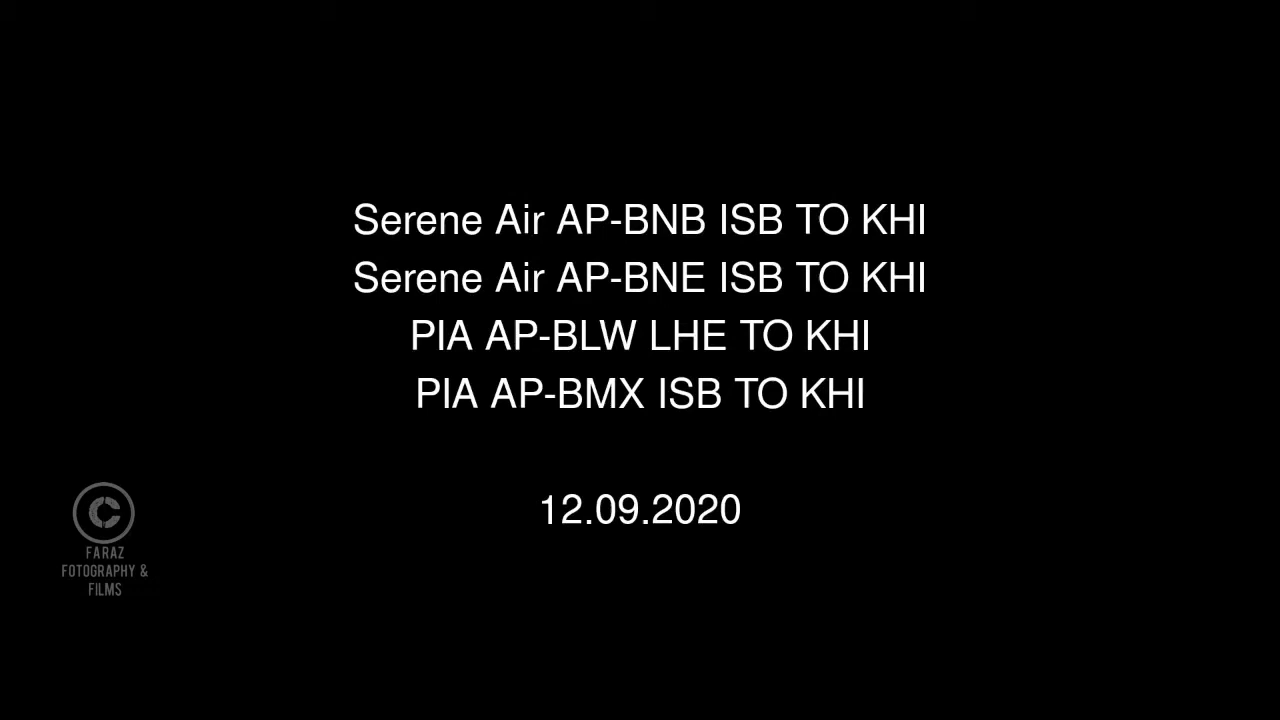 Serene Air AP-BNB ISB TO KHI
Serene Air AP-BNE ISB TO KHI
PIA AP-BLW LHE TO KHI
PIA AP-BMX ISB TO KHI
12.09.2020
C
FARAZ
FOTOGRAPHY &
FILMS